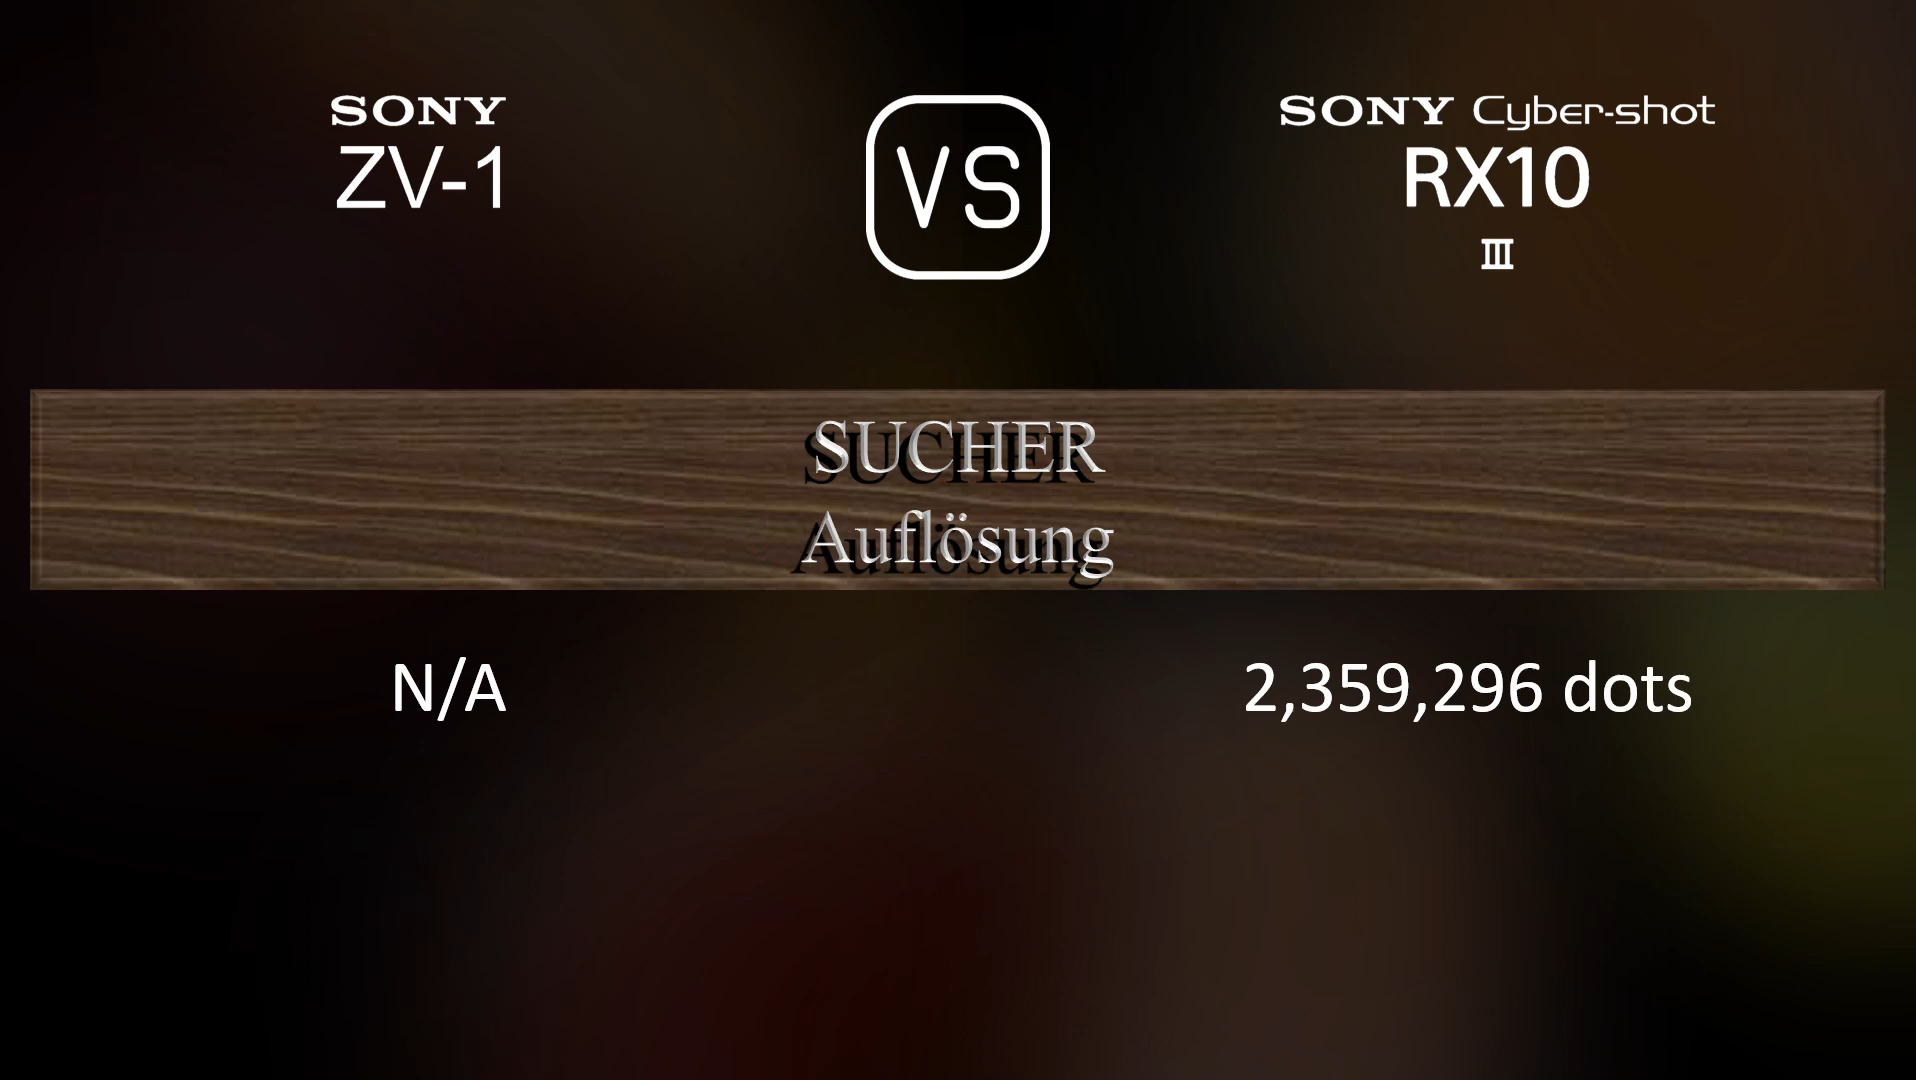 SONY
ZV-1
VS
SONY Cyber-shot
RX10
III
SUCHER
Auflösung
N/A
2,359,296 dots